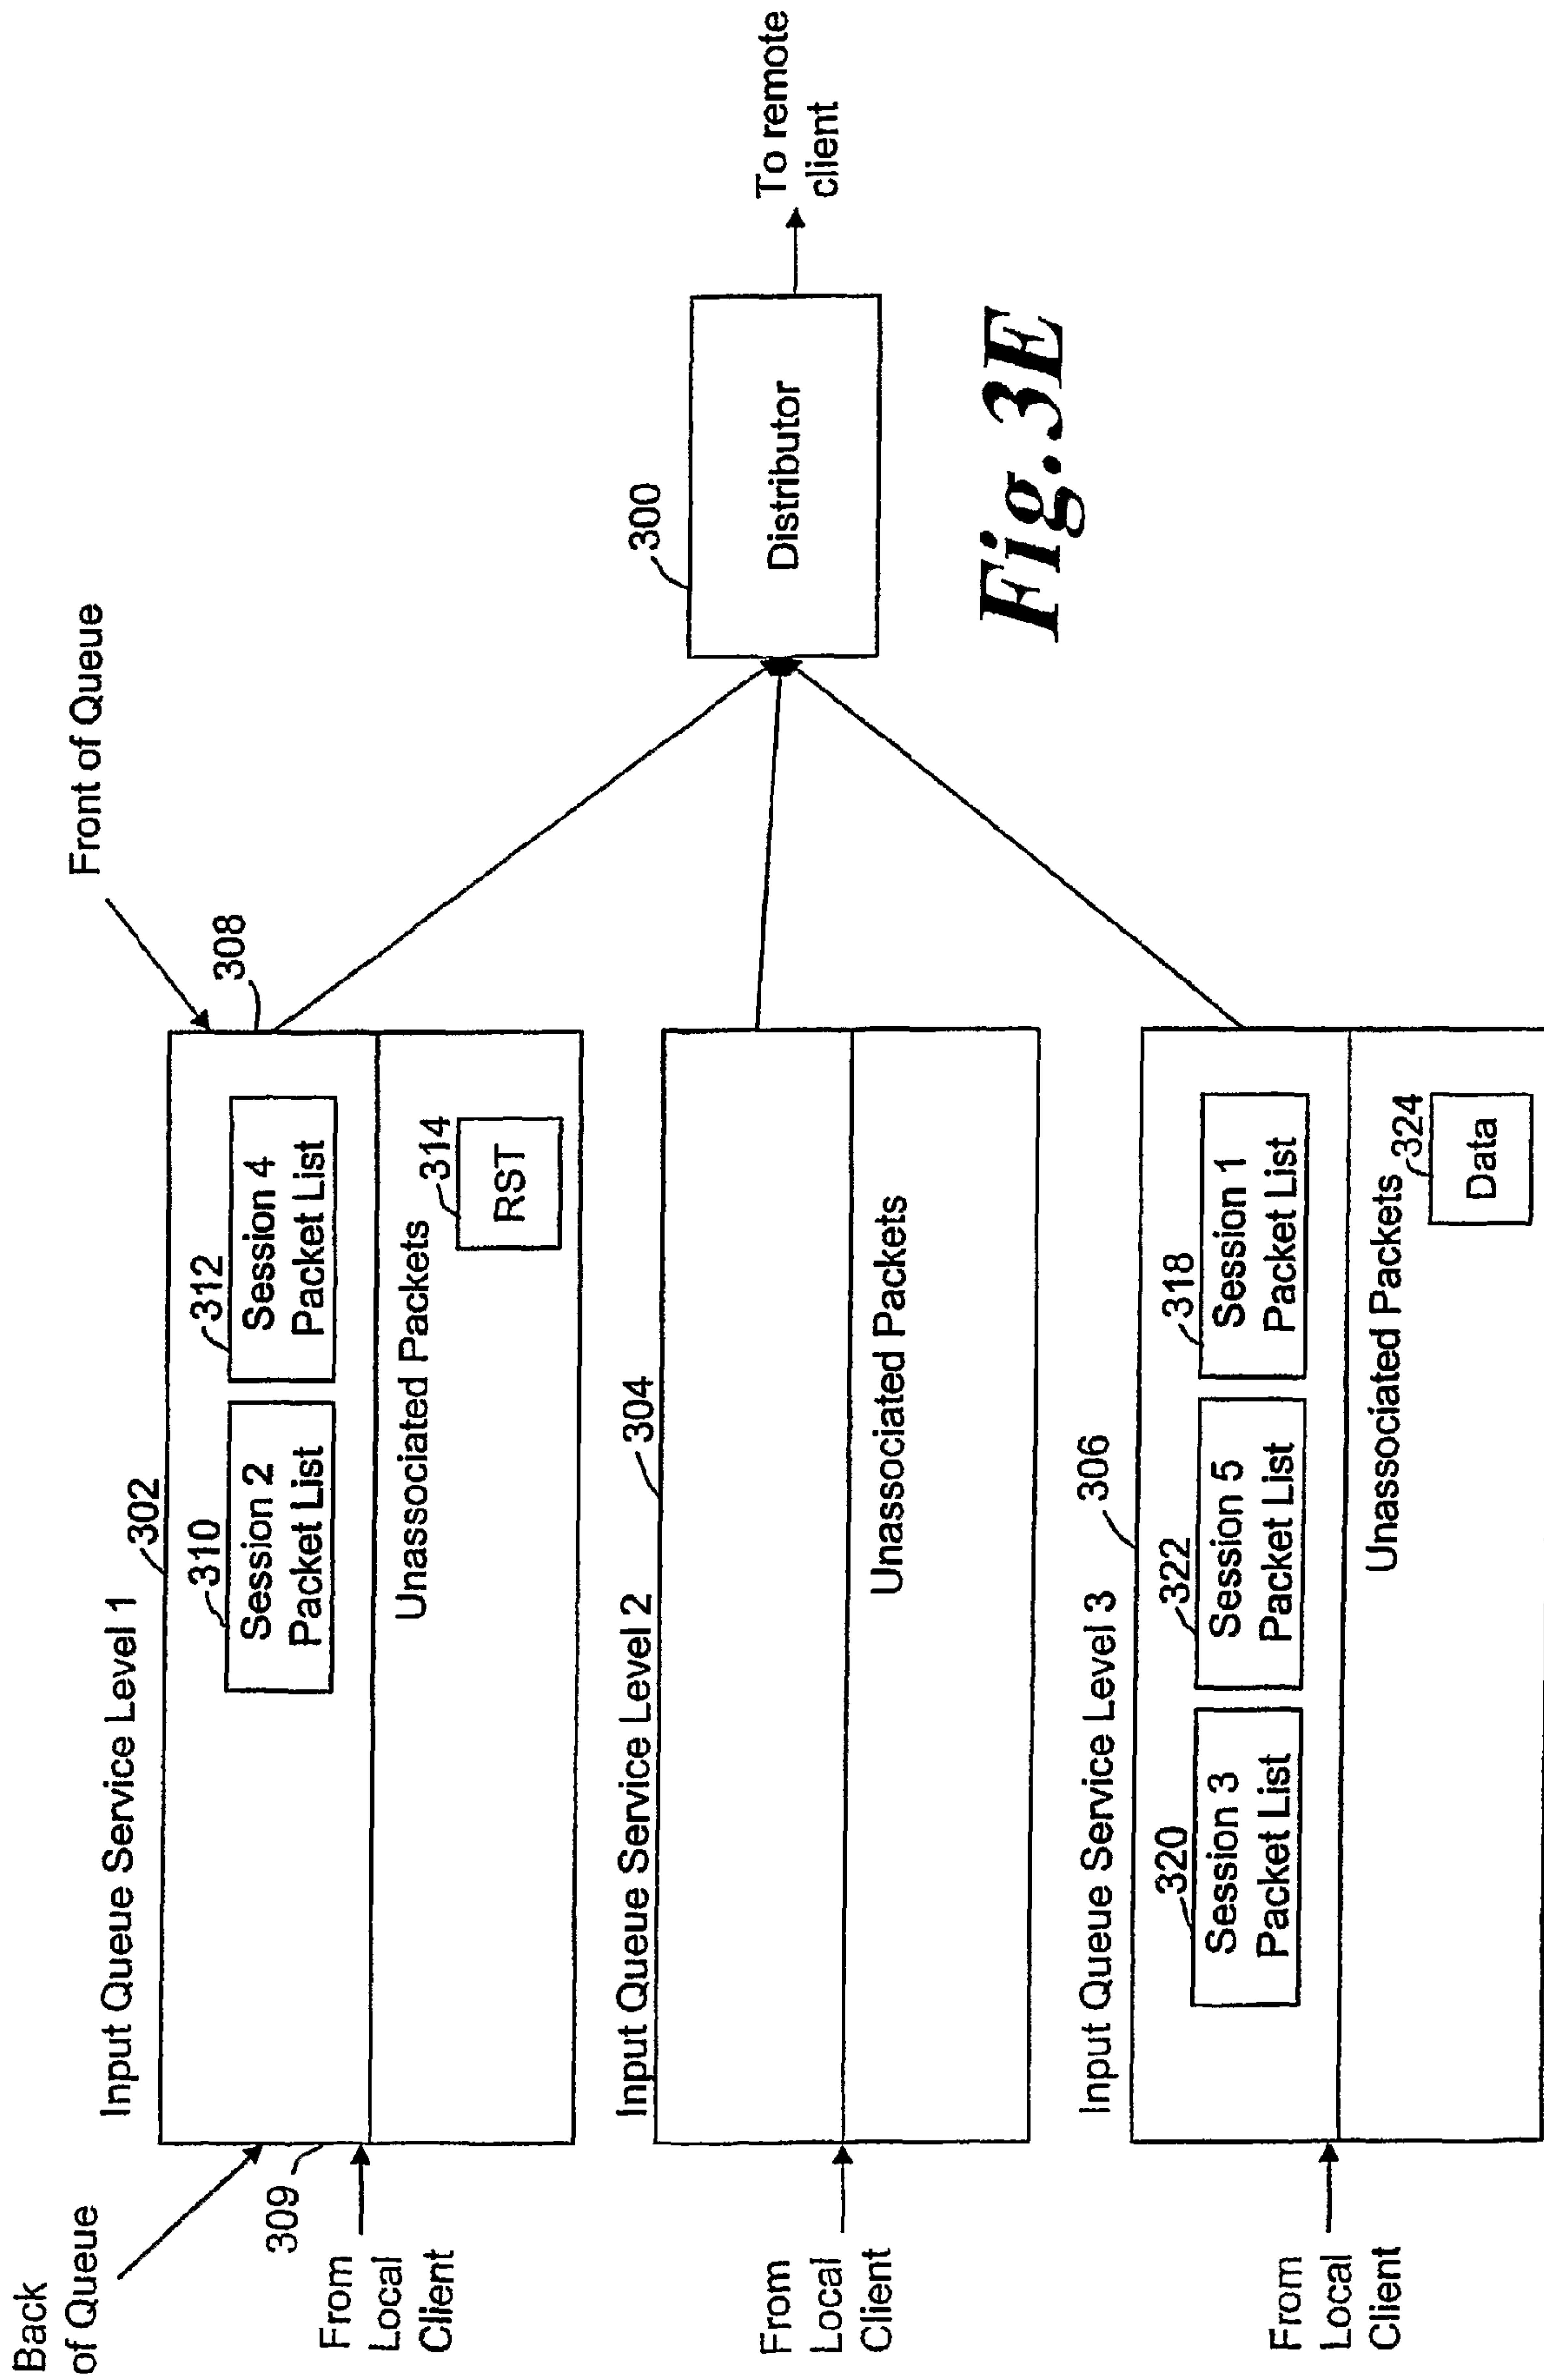 Back
of Queue
Front of Queue
Input Queue Service Level 1
302
308
310
312
Session 2
Packet List
Session 4
Packet List
309
From
Local
Client
Unassociated Packets
314
RST
Input Queue Service Level 2
304
From
Local
Client
Unassociated Packets
300
Distributor
To remote
client
Input Queue Service Level 3
306
320
322
318
Session 3
Packet List
Session 5
Packet List
Session 1
Packet List
From
Local
Client
Unassociated Packets
324
Data
Fig.3E